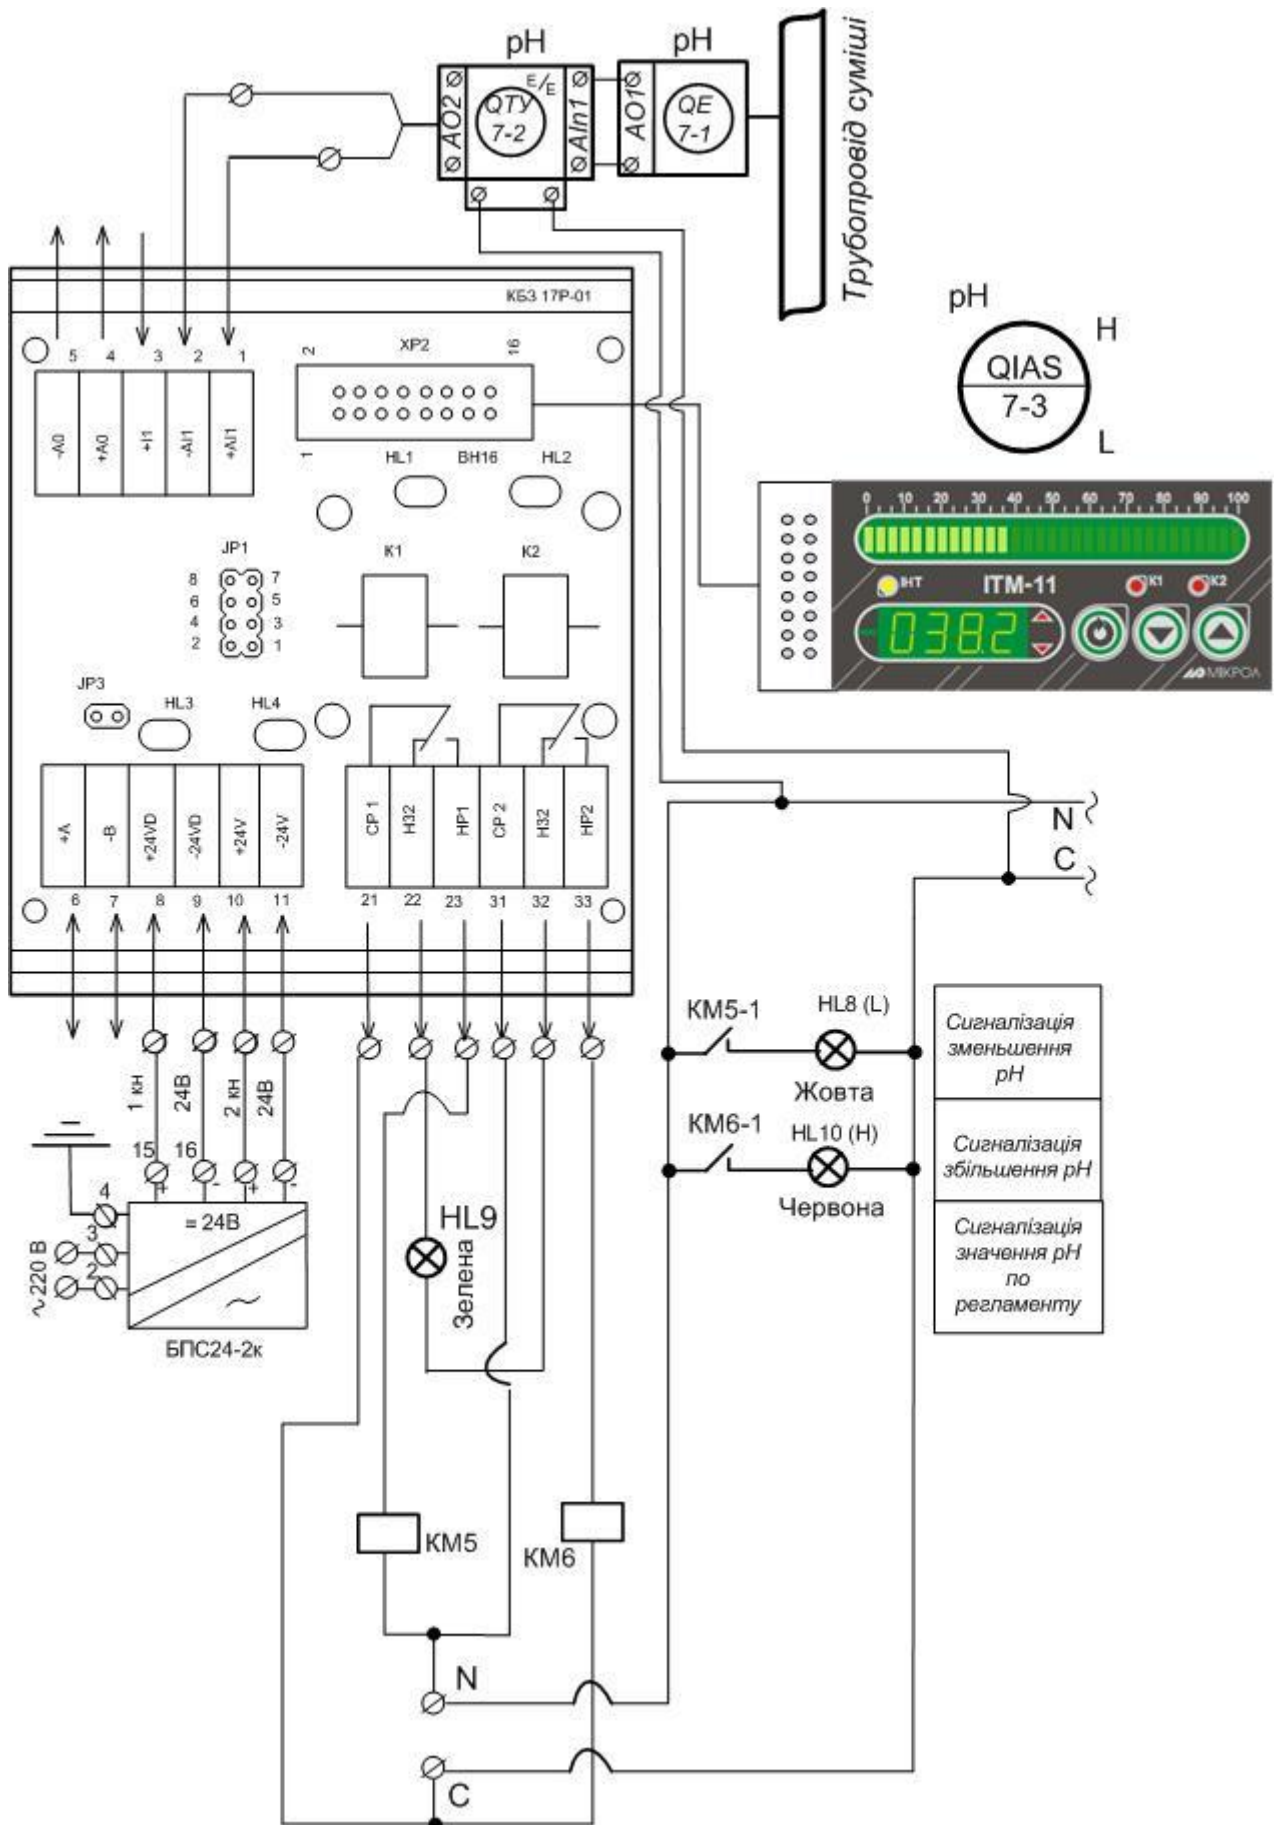 pH
pH
AO2
QTУ
7-2
E/E
AIn1
AO1
QE
7-1
Трубопровід суміші
КБЗ 17Р-01
5
4
3
2
1
-A0
+A0
+I1
-AI1
+AI1
2
XP2
16
1
HL1
BH16
HL2
JP1
8
7
6
5
4
3
2
1
K1
K2
JP3
HL3
HL4
+A
-B
+24VD
-24VD
+24V
-24V
6
7
8
9
10
11
CP 1
H32
HP1
CP 2
H32
HP2
21
22
23
31
32
33
pH
H
QIAS
7-3
L
0 10 20 30 40 50 60 70 80 90 100
ІНТ
ІТМ-11
K1
K2
038.2
МІКРОЛ
N
C
1 кн
24В
2 кн
24В
15
16
+
-
+
-
4
3
2
~ 220 В
= 24В
~
БПС24-2к
HL9
Зелена
KM5
KM6
N
C
KM5-1
HL8 (L)
Жовта
KM6-1
HL10 (H)
Червона
Сигналізація
зменьшення
pH
Сигналізація
збільшення pH
Сигналізація
значення pH
по
регламенту